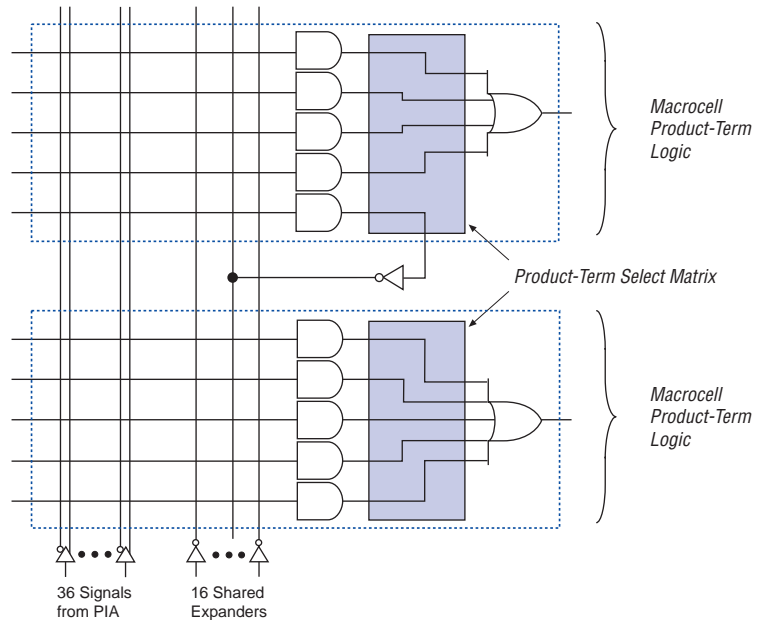 Macrocell
Product-Term
Logic
Product-Term Select Matrix
Macrocell
Product-Term
Logic
36 Signals
from PIA
16 Shared
Expanders